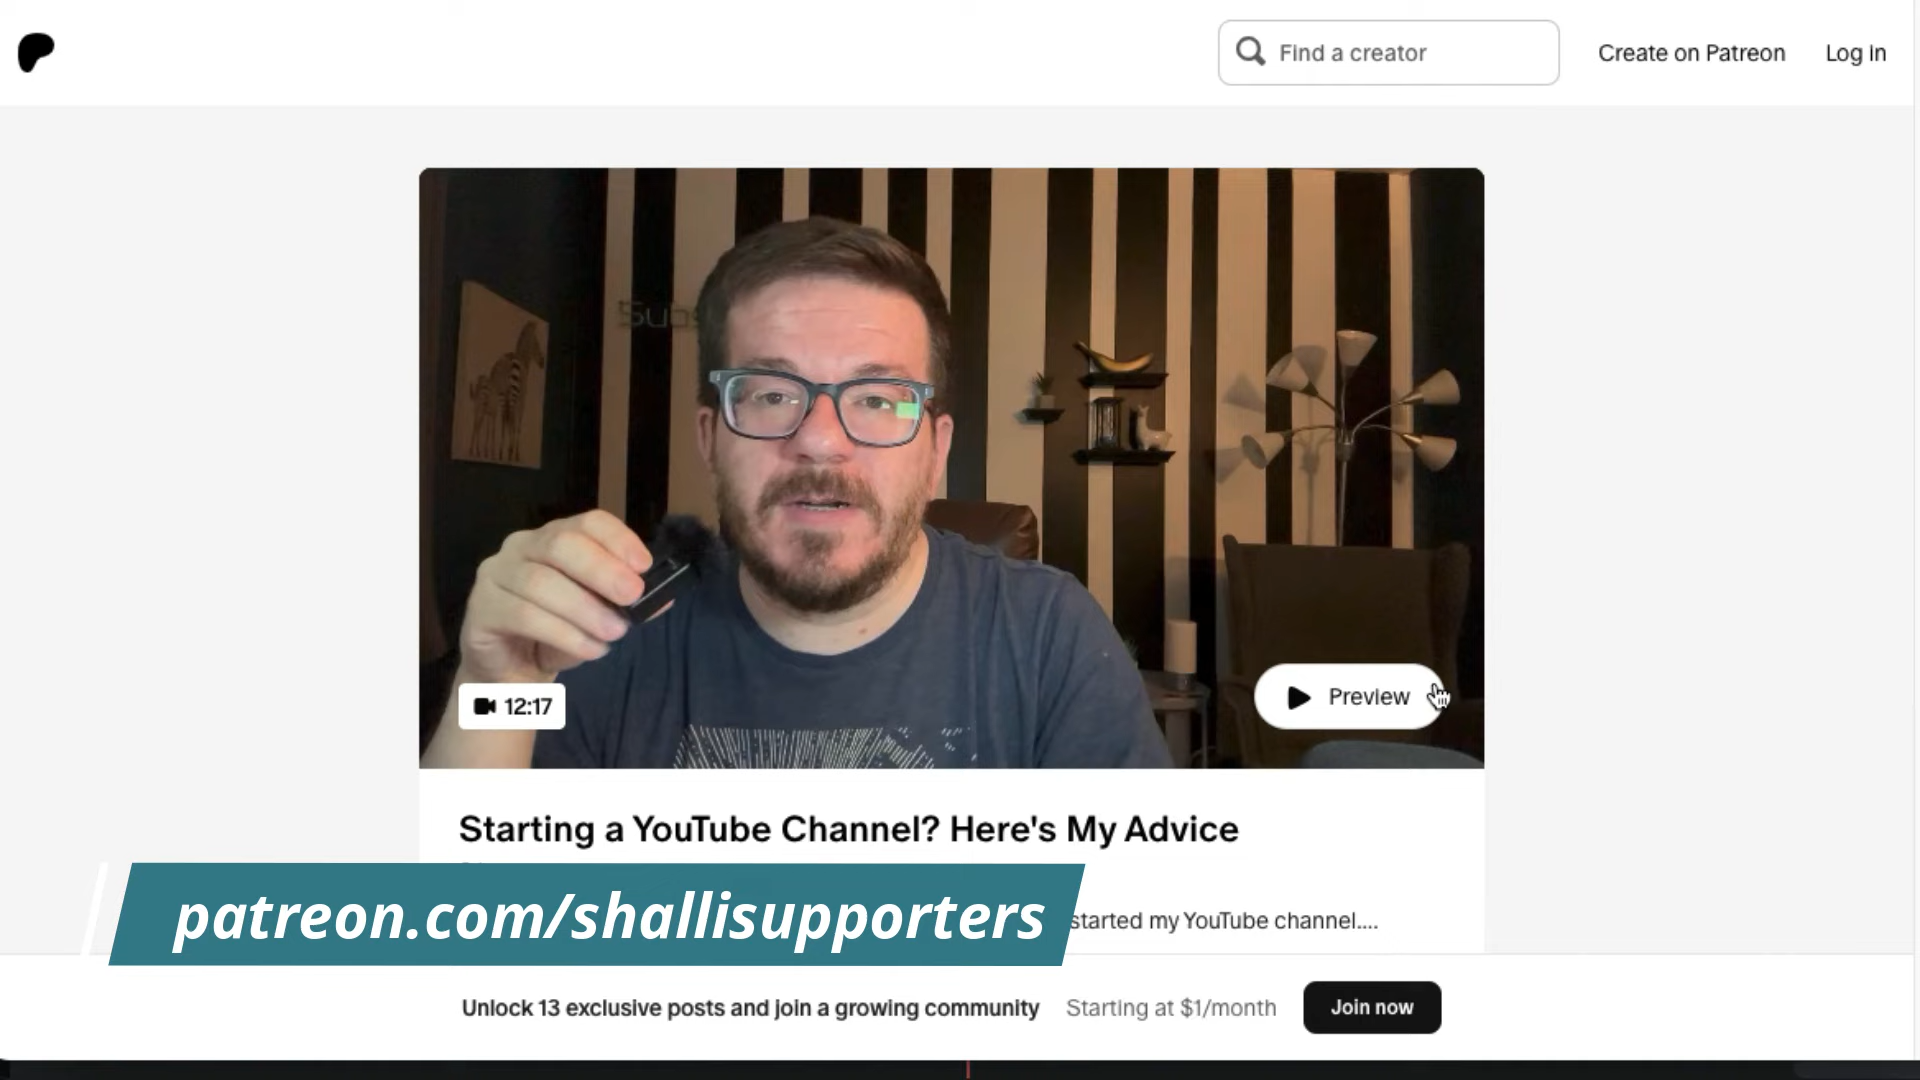 Find a creator
Create on Patreon
Log in
Subs
12:17
Preview
Starting a YouTube Channel? Here's My Advice
patreon.com/shallisupporters
started my YouTube channel....
Unlock 13 exclusive posts and join a growing community
Starting at $1/month
Join now